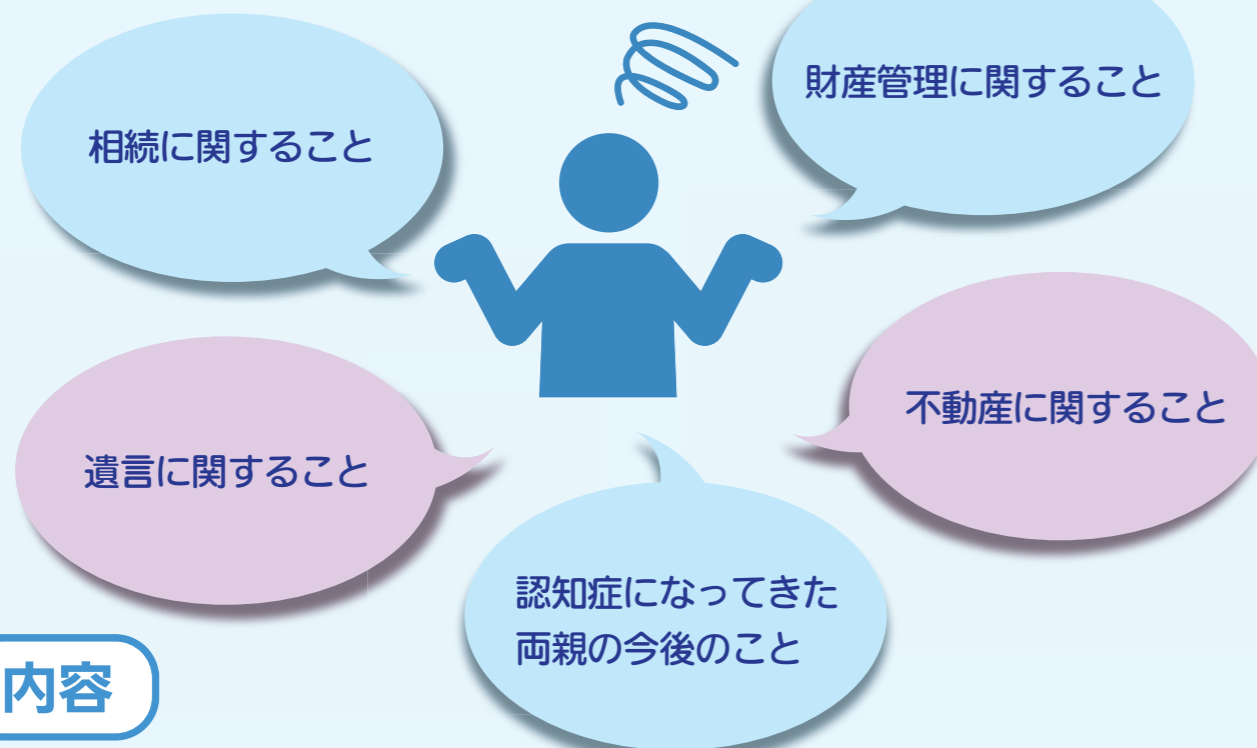 財産管理に関すること
相続に関すること
不動産に関すること
遺言に関すること
認知症になってきた
両親の今後のこと
内容